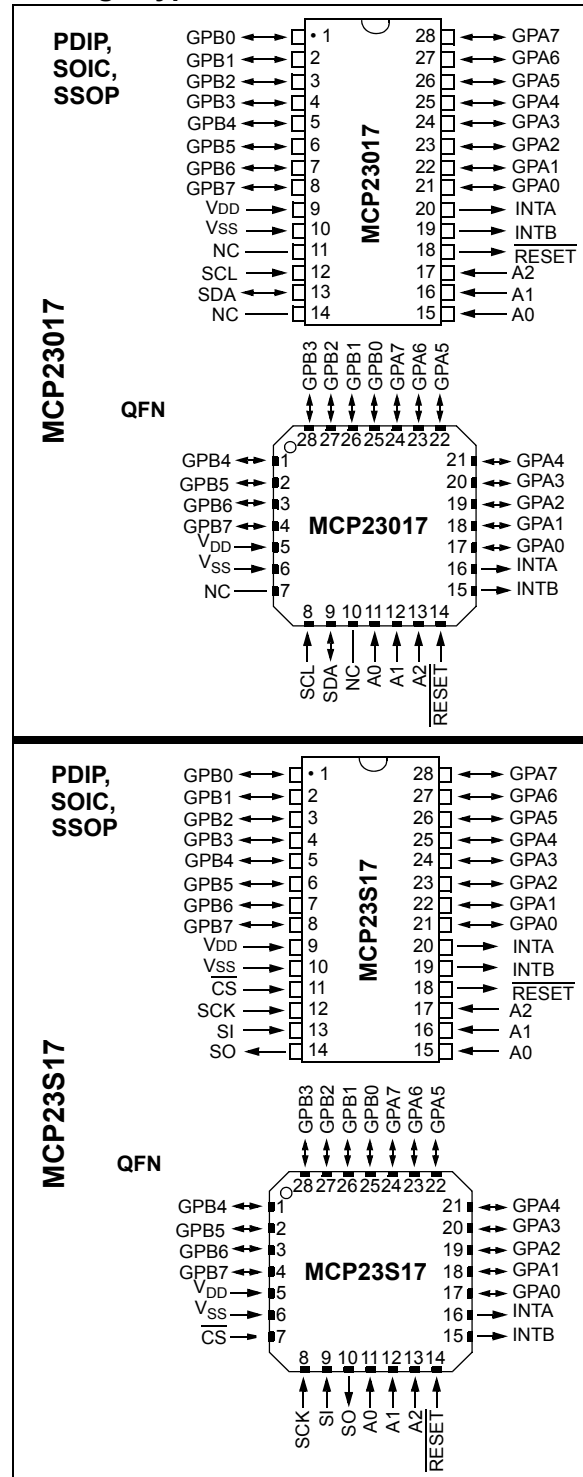 PDIP,
SOIC,
SSOP
MCP23017
GPB0 • 1 28 GPA7
GPB1 2 27 GPA6
GPB2 3 26 GPA5
GPB3 4 25 GPA4
GPB4 5 24 GPA3
GPB5 6 23 GPA2
GPB6 7 22 GPA1
GPB7 8 21 GPA0
VDD 9 20 INTA
VSS 10 19 INTB
NC 11 18 RESET
SCL 12 17 A2
SDA 13 16 A1
NC 14 15 A0
MCP23017
QFN
GPB3 GPB2 GPB1 GPB0 GPA7 GPA6 GPA5
28 27 26 25 24 23 22
GPB4 1 21 GPA4
GPB5 2 20 GPA3
GPB6 3 19 GPA2
GPB7 4 18 GPA1
VDD 5 17 GPA0
VSS 6 16 INTA
NC 7 15 INTB
MCP23017
8 9 10 11 12 13 14
SCL SDA NC A0 A1 A2 RESET
PDIP,
SOIC,
SSOP
MCP23S17
GPB0 • 1 28 GPA7
GPB1 2 27 GPA6
GPB2 3 26 GPA5
GPB3 4 25 GPA4
GPB4 5 24 GPA3
GPB5 6 23 GPA2
GPB6 7 22 GPA1
GPB7 8 21 GPA0
VDD 9 20 INTA
VSS 10 19 INTB
CS 11 18 RESET
SCK 12 17 A2
SI 13 16 A1
SO 14 15 A0
MCP23S17
QFN
GPB3 GPB2 GPB1 GPB0 GPA7 GPA6 GPA5
28 27 26 25 24 23 22
GPB4 1 21 GPA4
GPB5 2 20 GPA3
GPB6 3 19 GPA2
GPB7 4 18 GPA1
VDD 5 17 GPA0
VSS 6 16 INTA
CS 7 15 INTB
MCP23S17
8 9 10 11 12 13 14
SCK SI SO A0 A1 A2 RESET